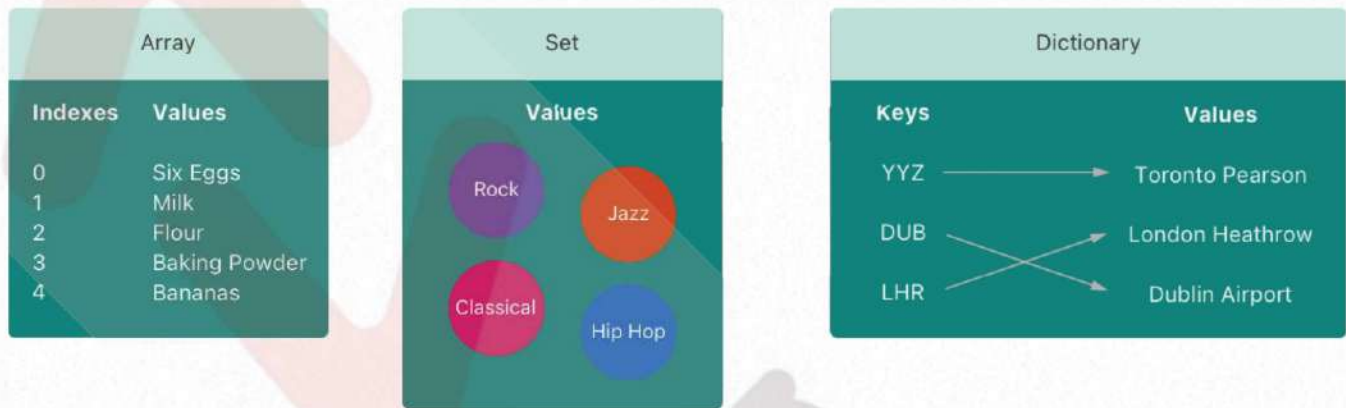 Array
Indexes Values
0 Six Eggs
1 Milk
2 Flour
3 Baking Powder
4 Bananas
Set
Values
Rock
Jazz
Classical
Hip Hop
Dictionary
Keys Values
YYZ Toronto Pearson
DUB London Heathrow
LHR Dublin Airport